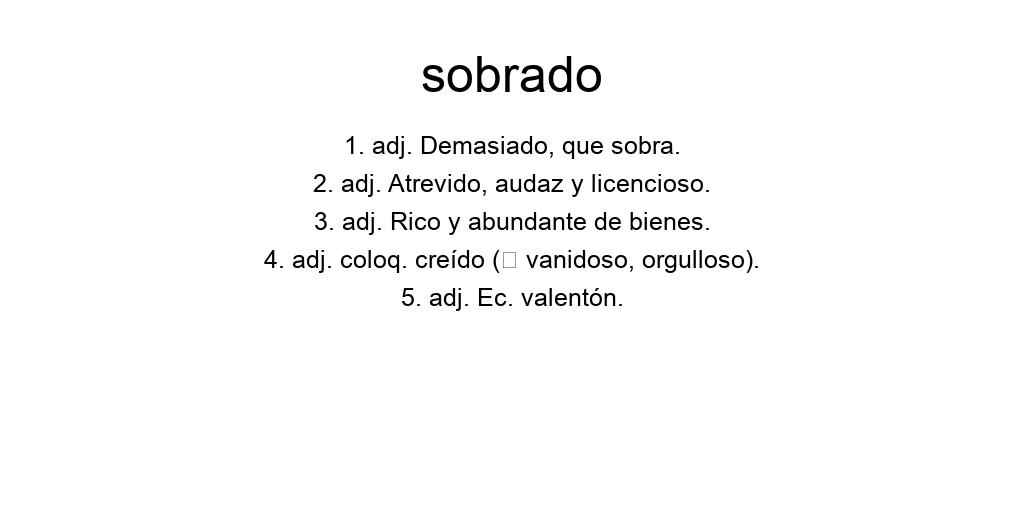 sobrado
1. adj. Demasiado, que sobra.
2. adj. Atrevido, audaz y licencioso.
3. adj. Rico y abundante de bienes.
4. adj. coloq. creído (□ vanidoso, orgulloso).
5. adj. Ec. valentón.